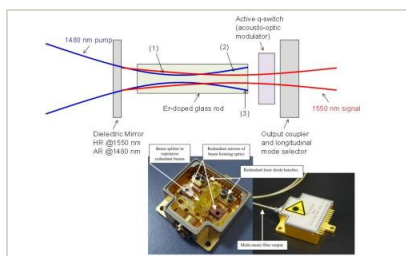 Active q-switch
(acousto-optic
modulator)
1480 nm pump
(1)
(2)
(3)
Er-doped glass rod
1550 nm signal
Dielectric Mirror
HR @1550
nm
AR @1480
nm
Output coupler
and longitudinal
mode selector
Beam splitter to
superpose
redundant beams
Redundant mirrors of
beam forming optics
Redundant laser diode benches
Multi-mode fiber output